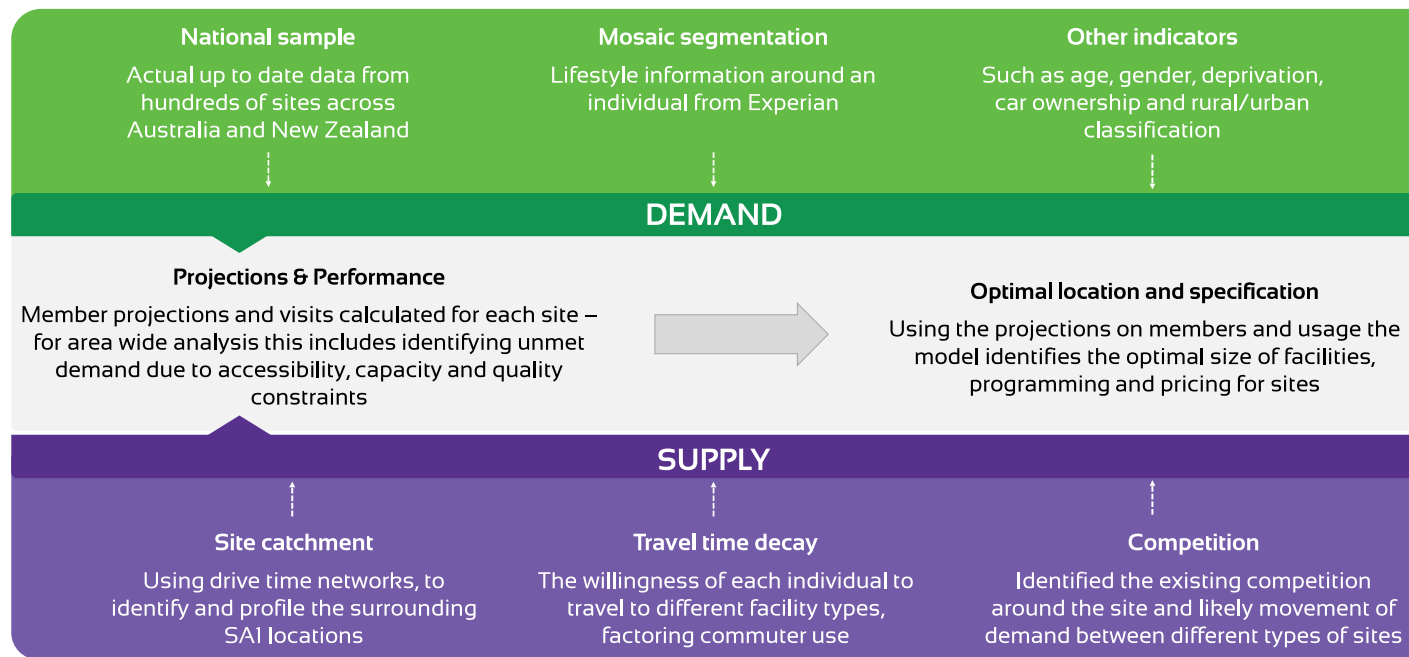 National sample
Actual up to date data from
hundreds of sites across
Australia and New Zealand
Mosaic segmentation
Lifestyle information around an
individual from Experian
Other indicators
Such as age, gender, deprivation,
car ownership and rural/urban
classification
DEMAND
Projections & Performance
Member projections and visits calculated for each site –
for area wide analysis this includes identifying unmet
demand due to accessibility, capacity and quality
constraints
Optimal location and specification
Using the projections on members and usage the
model identifies the optimal size of facilities,
programming and pricing for sites
SUPPLY
Site catchment
Using drive time networks, to
identify and profile the surrounding
SA1 locations
Travel time decay
The willingness of each individual to
travel to different facility types,
factoring commuter use
Competition
Identified the existing competition
around the site and likely movement of
demand between different types of sites